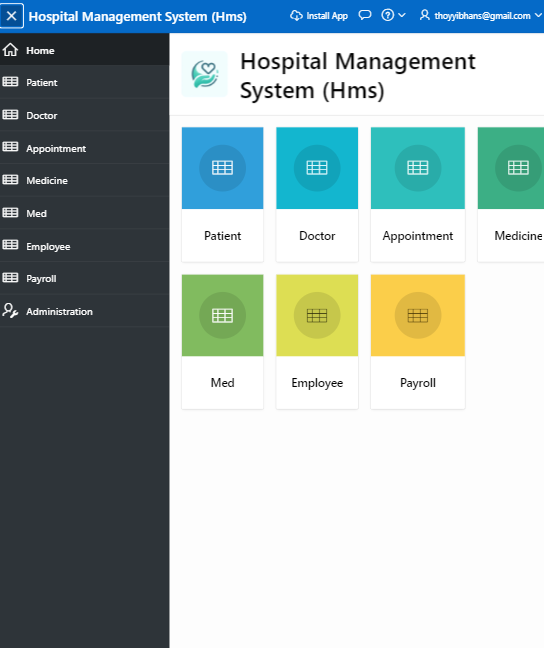 Hospital Management System (Hms)
Install App
thoyyibhans@gmail.com
Home
Patient
Doctor
Appointment
Medicine
Med
Employee
Payroll
Administration
Hospital Management
System (Hms)
Patient
Doctor
Appointment
Medicine
Med
Employee
Payroll